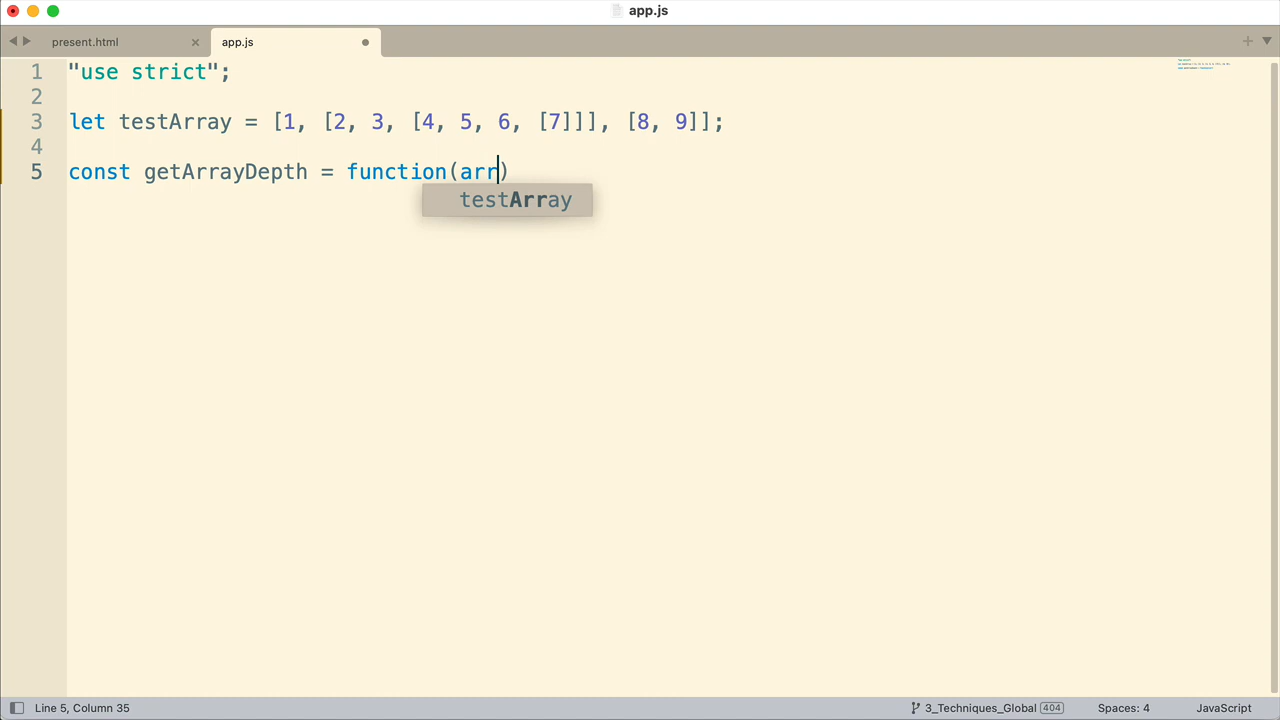 app.js
present.html
app.js
1 "use strict";
2
3 let testArray = [1, [2, 3, [4, 5, 6, [7]]], [8, 9]];
4
5 const getArrayDepth = function(arr)
testArray
Line 5, Column 35
3_Techniques_Global 404
Spaces: 4
JavaScript